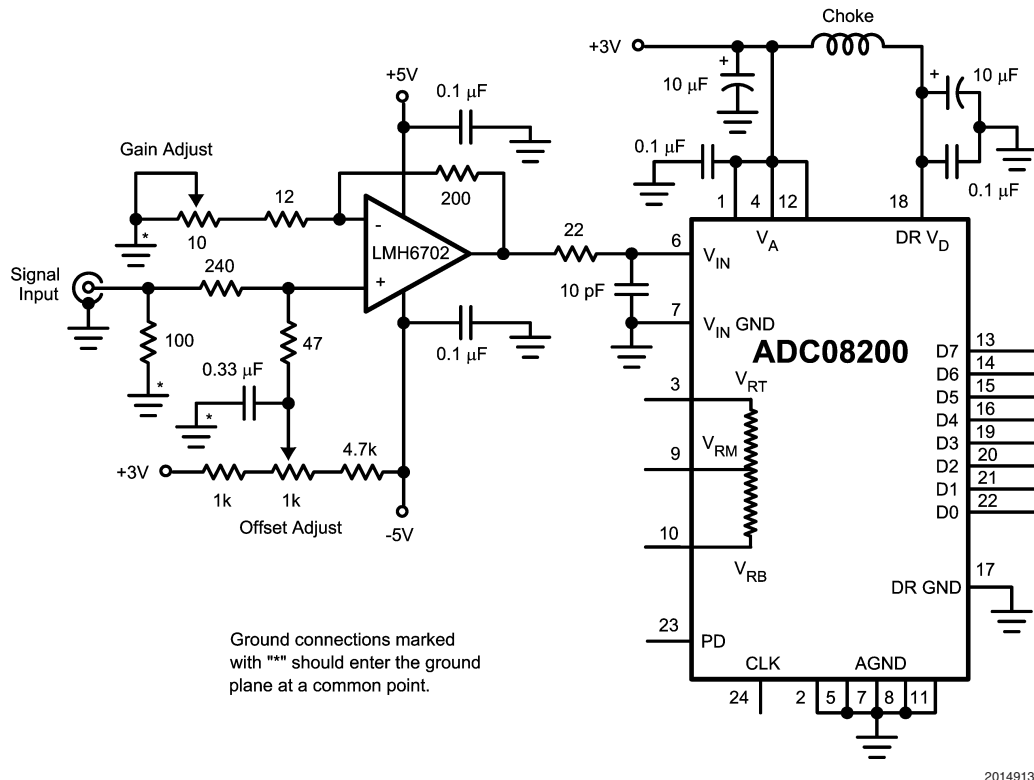 Choke
+3V
+
10 µF
+
10 µF
0.1 µF
0.1 µF
+5V
0.1 µF
Gain Adjust
12
200
*
10
-
LMH6702
+
240
Signal
Input
100
*
47
0.33 µF
*
0.1 µF
+3V
1k
1k
4.7k
Offset Adjust
-5V
22
10 pF
1
4
12
18
V_A
DR V_D
6
V_IN
7
V_IN GND
ADC08200
3
V_RT
9
V_RM
10
V_RB
D7
13
D6
14
D5
15
D4
16
D3
19
D2
20
D1
21
D0
22
DR GND
17
23
PD
CLK
AGND
24
2
5
7
8
11
Ground connections marked
with "*" should enter the ground
plane at a common point.
2014913